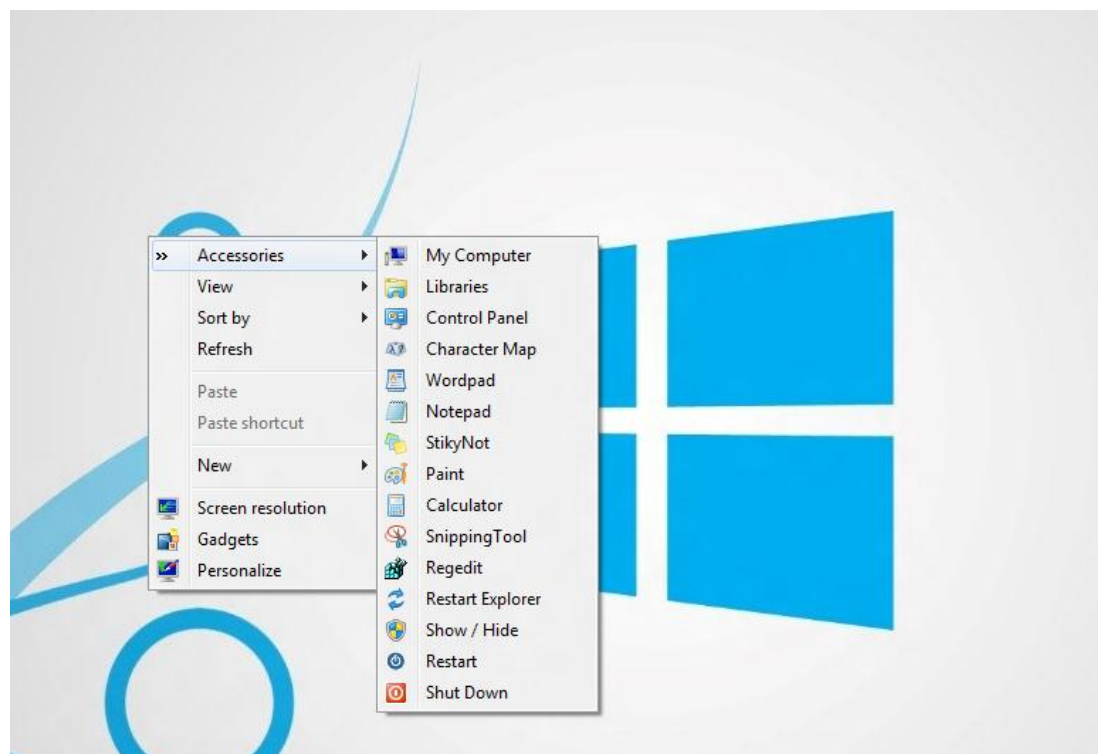 Accessories
View
Sort by
Refresh
Paste
Paste shortcut
New
Screen resolution
Gadgets
Personalize
My Computer
Libraries
Control Panel
Character Map
Wordpad
Notepad
StikyNot
Paint
Calculator
SnippingTool
Regedit
Restart Explorer
Show / Hide
Restart
Shut Down